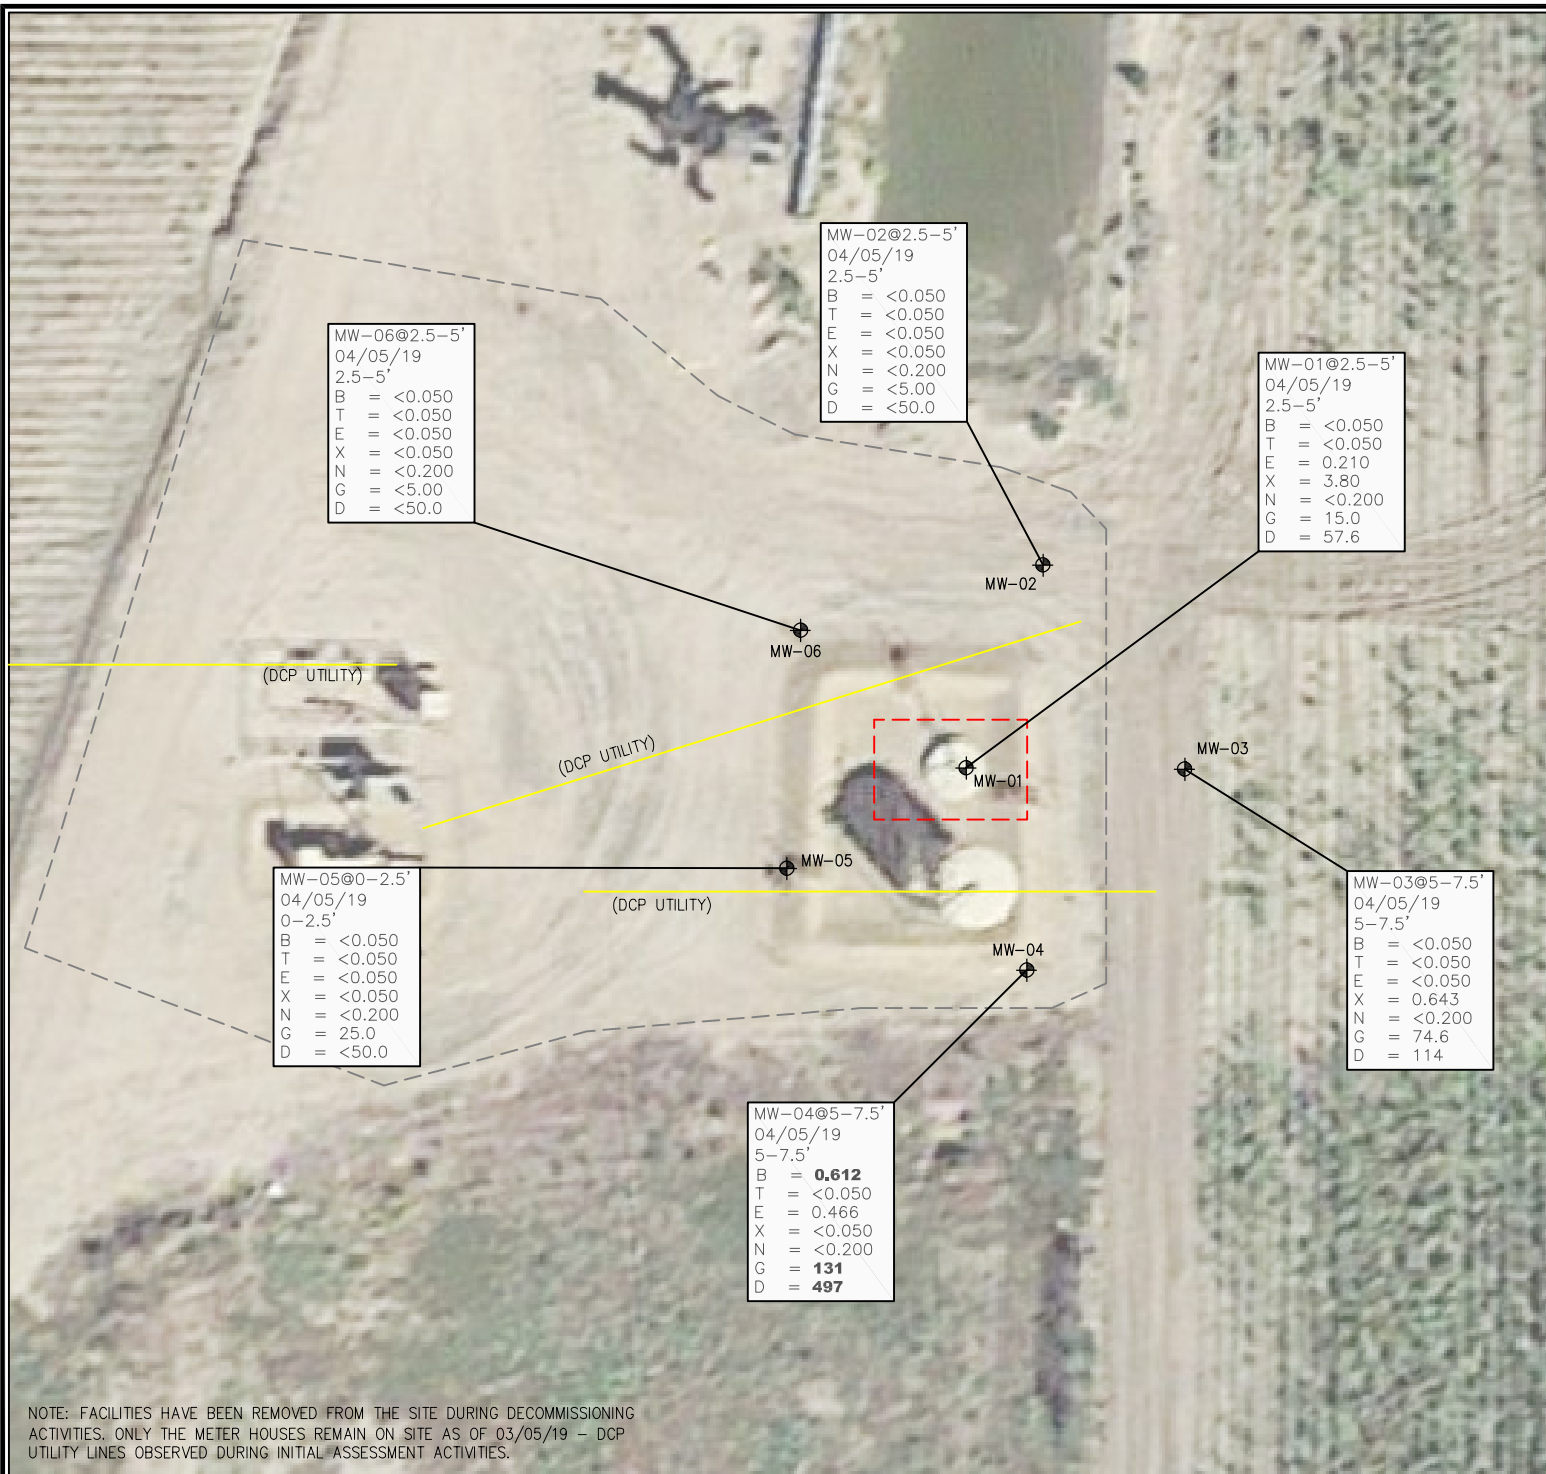 MW-02@2.5-5'
04/05/19
2.5-5'
B = <0.050
T = <0.050
E = <0.050
X = <0.050
N = <0.200
G = <5.00
D = <50.0
MW-06@2.5-5'
04/05/19
2.5-5'
B = <0.050
T = <0.050
E = <0.050
X = <0.050
N = <0.200
G = <5.00
D = <50.0
MW-01@2.5-5'
04/05/19
2.5-5'
B = <0.050
T = <0.050
E = 0.210
X = 3.80
N = <0.200
G = 15.0
D = 57.6
MW-02
MW-06
(DCP UTILITY)
(DCP UTILITY)
MW-03
MW-01
MW-05
(DCP UTILITY)
MW-04
MW-05@0-2.5'
04/05/19
0-2.5'
B = <0.050
T = <0.050
E = <0.050
X = <0.050
N = <0.200
G = 25.0
D = <50.0
MW-03@5-7.5'
04/05/19
5-7.5'
B = <0.050
T = <0.050
E = <0.050
X = 0.643
N = <0.200
G = 74.6
D = 114
MW-04@5-7.5'
04/05/19
5-7.5'
B = 0.612
T = <0.050
E = 0.466
X = <0.050
N = <0.200
G = 131
D = 497
NOTE: FACILITIES HAVE BEEN REMOVED FROM THE SITE DURING DECOMMISSIONING
ACTIVITIES. ONLY THE METER HOUSES REMAIN ON SITE AS OF 03/05/19 - DCP
UTILITY LINES OBSERVED DURING INITIAL ASSESSMENT ACTIVITIES.